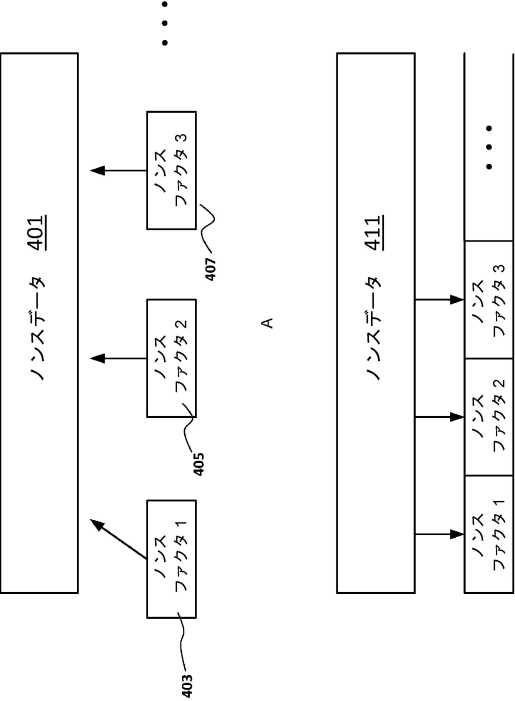 ノンスデータ 401
ノンス
ファクタ 1
403
ノンス
ファクタ 2
405
ノンス
ファクタ 3
407
• • •
A
ノンスデータ 411
ノンス
ファクタ 1
ノンス
ファクタ 2
ノンス
ファクタ 3
• • •